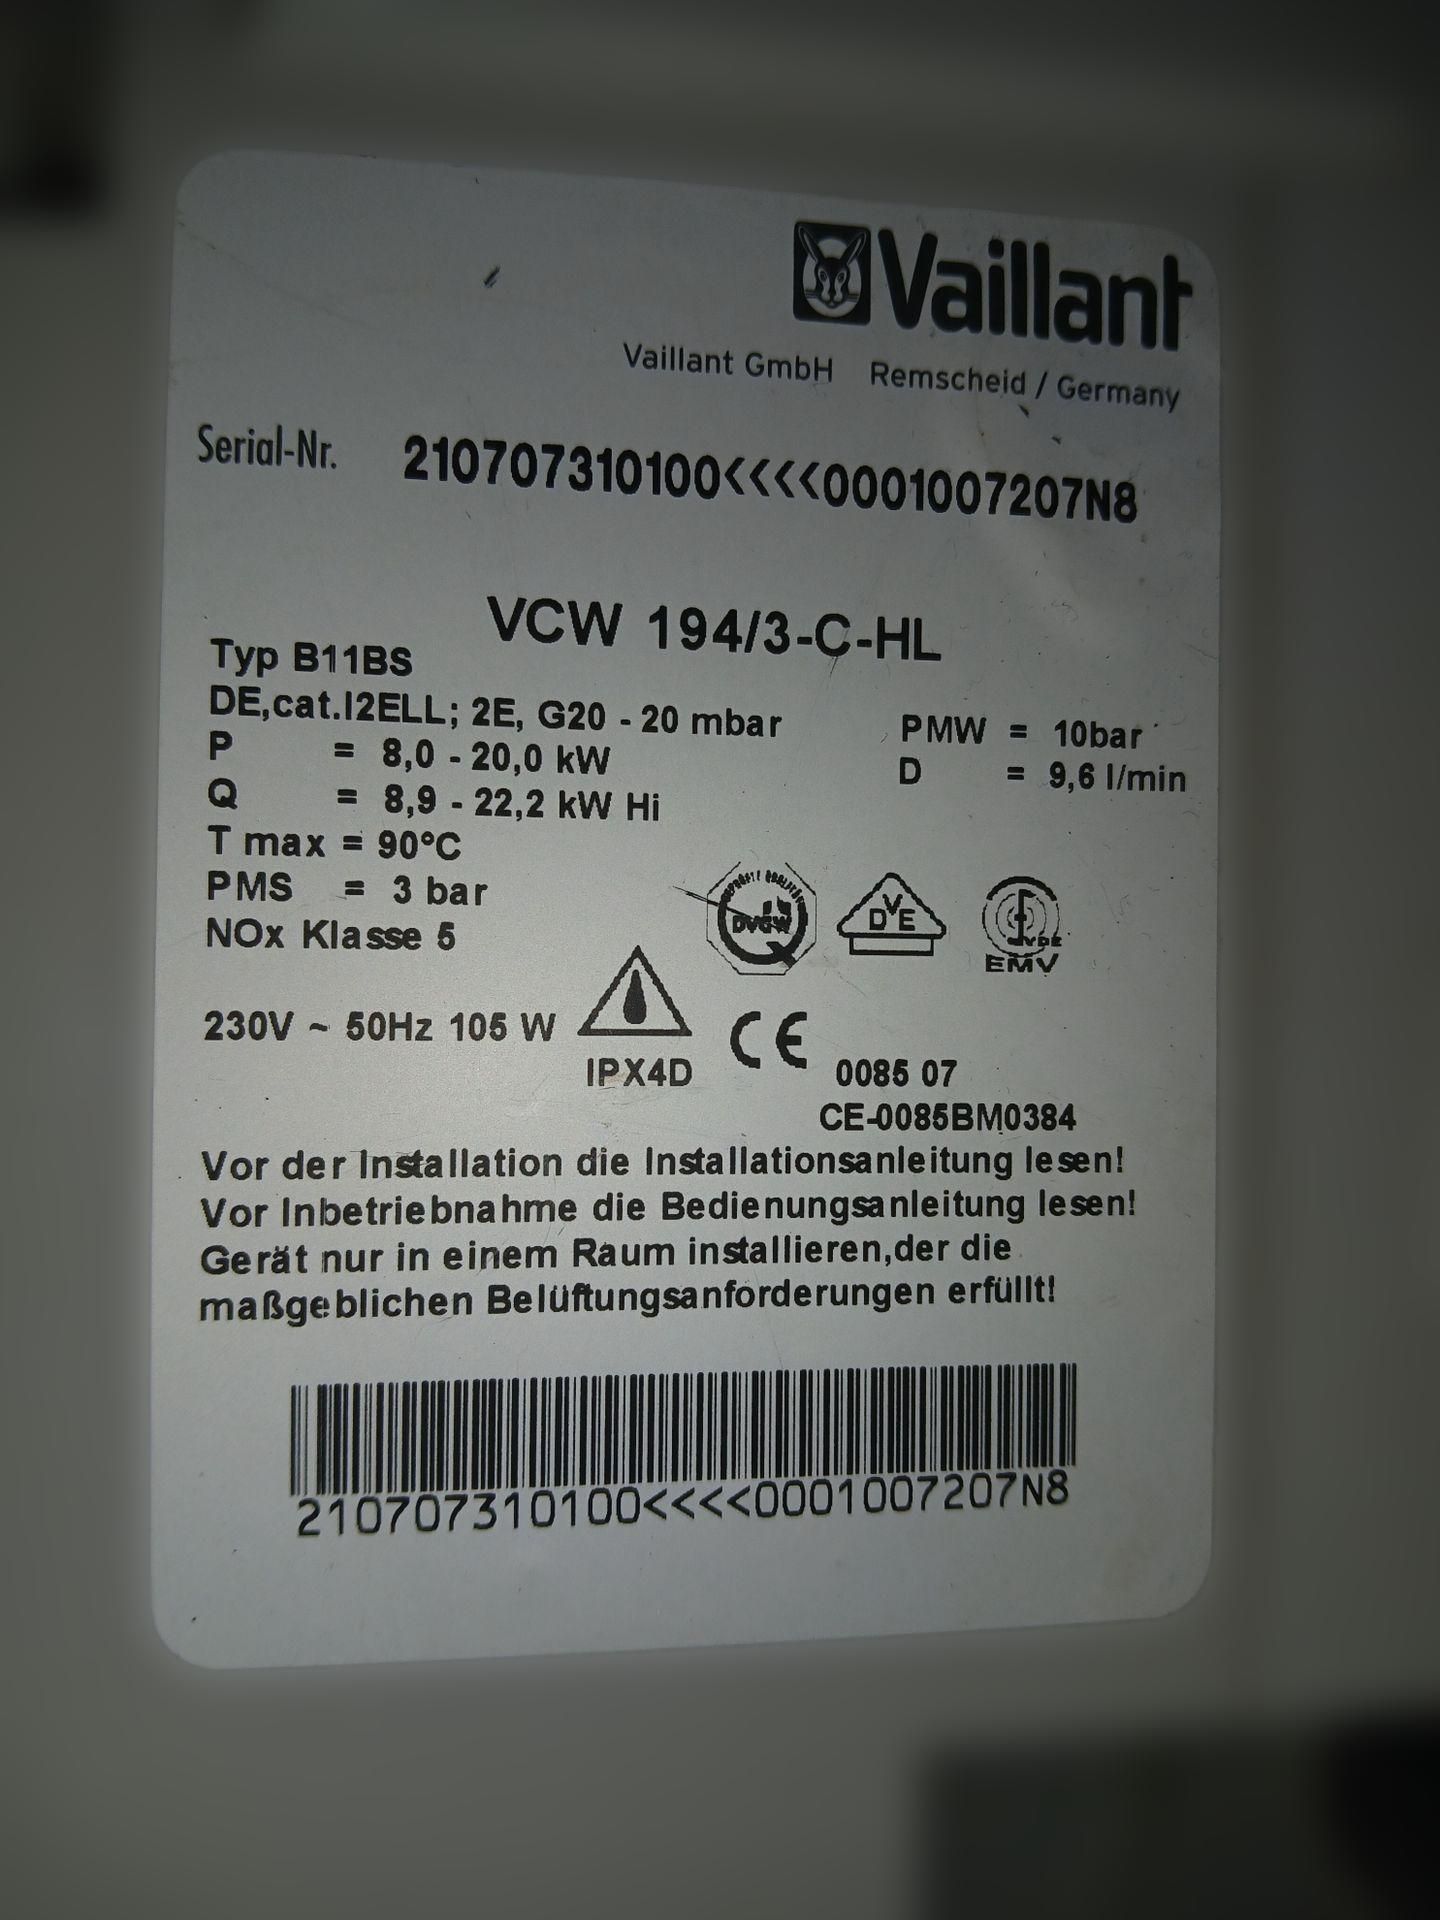 Vaillant
Vaillant GmbH Remscheid / Germany
Serial-Nr. 210707310100<<<<0001007207N8
VCW 194/3-C-HL
Typ B11BS
DE,cat.I2ELL; 2E, G20 - 20 mbar
PMW = 10bar
P = 8,0 - 20,0 kW
D = 9,6 l/min
Q = 8,9 - 22,2 kW Hi
T max = 90°C
PMS = 3 bar
NOx Klasse 5
DVGW
DVE
VDE
EMV
230V ~ 50Hz 105 W
IPX4D
CE
0085 07
CE-0085BM0384
Vor der Installation die Installationsanleitung lesen!
Vor Inbetriebnahme die Bedienungsanleitung lesen!
Gerät nur in einem Raum installieren,der die
maßgeblichen Belüftungsanforderungen erfüllt!
210707310100<<<<0001007207N8